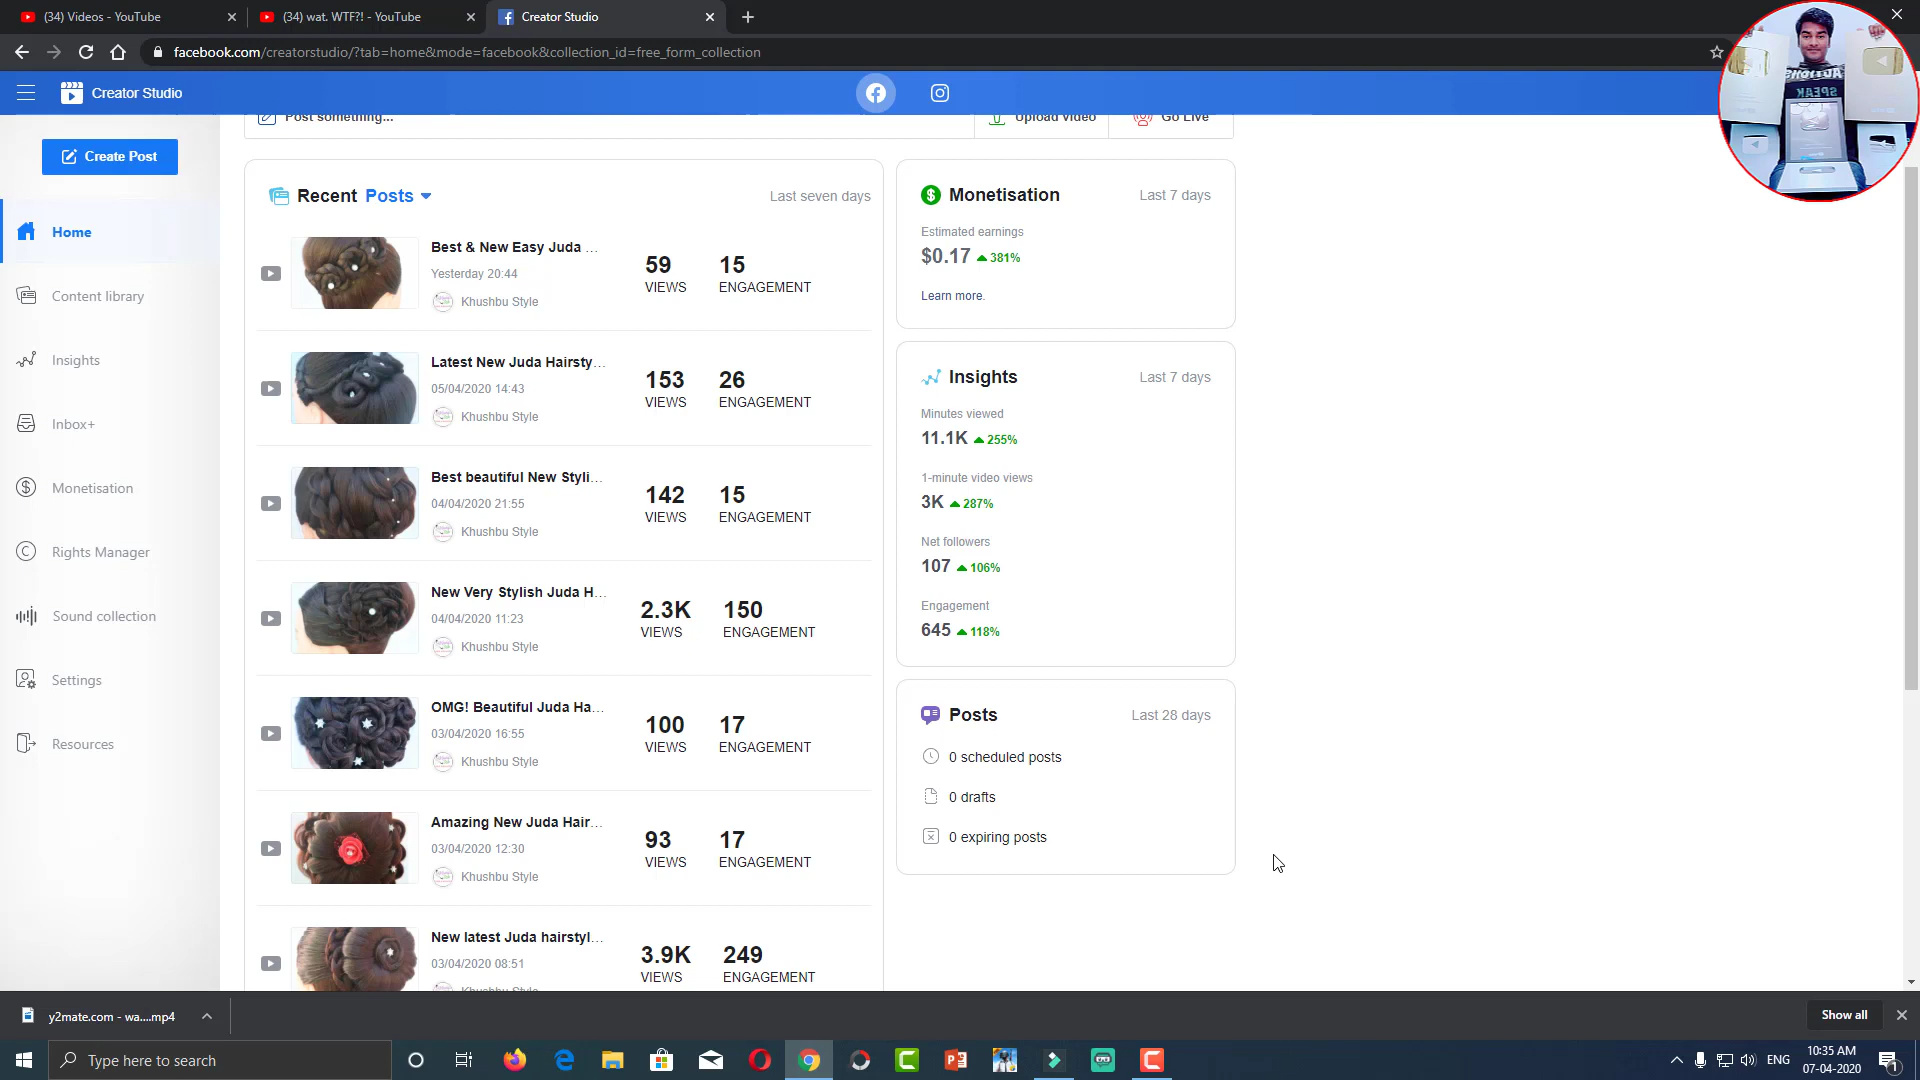 (34) Videos - YouTube
(34) wat. WTF?! - YouTube
Creator Studio
facebook.com/creatorstudio/?tab=home&mode=facebook&collection_id=free_form_collection
Creator Studio
Create Post
Home
Content library
Insights
Inbox+
Monetisation
Rights Manager
Sound collection
Settings
Resources
Post something...
Upload Video
Go Live
Recent Posts
Last seven days
Best & New Easy Juda ...
Yesterday 20:44
Khushbu Style
59 15
VIEWS ENGAGEMENT
Latest New Juda Hairsty...
05/04/2020 14:43
Khushbu Style
153 26
VIEWS ENGAGEMENT
Best beautiful New Styli...
04/04/2020 21:55
Khushbu Style
142 15
VIEWS ENGAGEMENT
New Very Stylish Juda H...
04/04/2020 11:23
Khushbu Style
2.3K 150
VIEWS ENGAGEMENT
OMG! Beautiful Juda Ha...
03/04/2020 16:55
Khushbu Style
100 17
VIEWS ENGAGEMENT
Amazing New Juda Hair...
03/04/2020 12:30
Khushbu Style
93 17
VIEWS ENGAGEMENT
New latest Juda hairstyl...
03/04/2020 08:51
Khushbu Style
3.9K 249
VIEWS ENGAGEMENT
Monetisation
Last 7 days
Estimated earnings
$0.17 381%
Learn more.
Insights
Last 7 days
Minutes viewed
11.1K 255%
1-minute video views
3K 287%
Net followers
107 106%
Engagement
645 118%
Posts
Last 28 days
0 scheduled posts
0 drafts
0 expiring posts
y2mate.com - wa....mp4
Show all
Type here to search
ENG
10:35 AM
07-04-2020
1